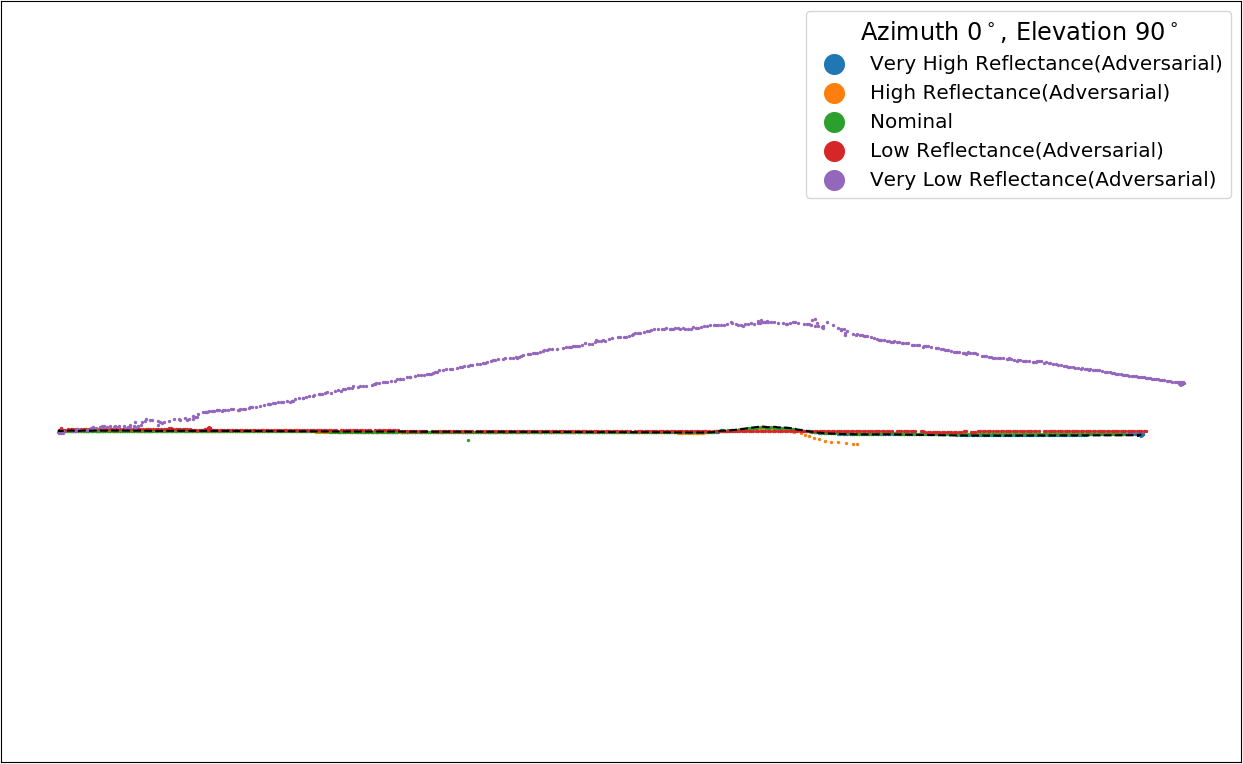 Azimuth 0°, Elevation 90°
Very High Reflectance(Adversarial)
High Reflectance(Adversarial)
Nominal
Low Reflectance(Adversarial)
Very Low Reflectance(Adversarial)